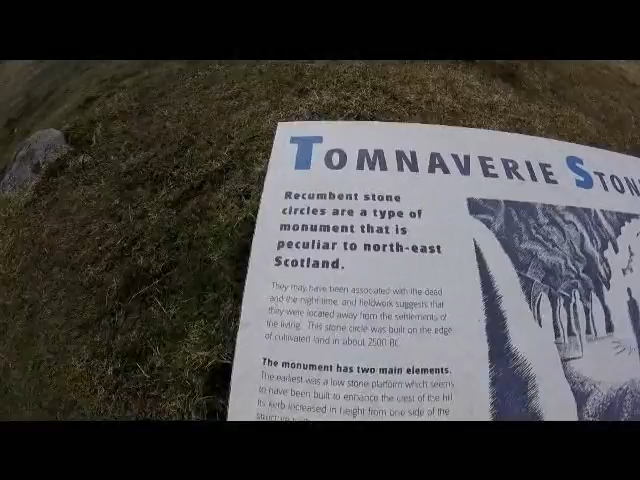 TOMNAVERIE STON
Recumbent stone
circles are a type of
monument that is
peculiar to north-east
Scotland.
They may have been associated with the dead
and the night-time, and fieldwork suggests that
they were located away from the settlements of
the living. This stone circle was built on the edge
of cultivated land in about 2500 BC.
The monument has two main elements.
The earliest was a low stone platform which seems
to have been built to enhance the crest of the hill.
Its kerb increased in height from one side of the
structure